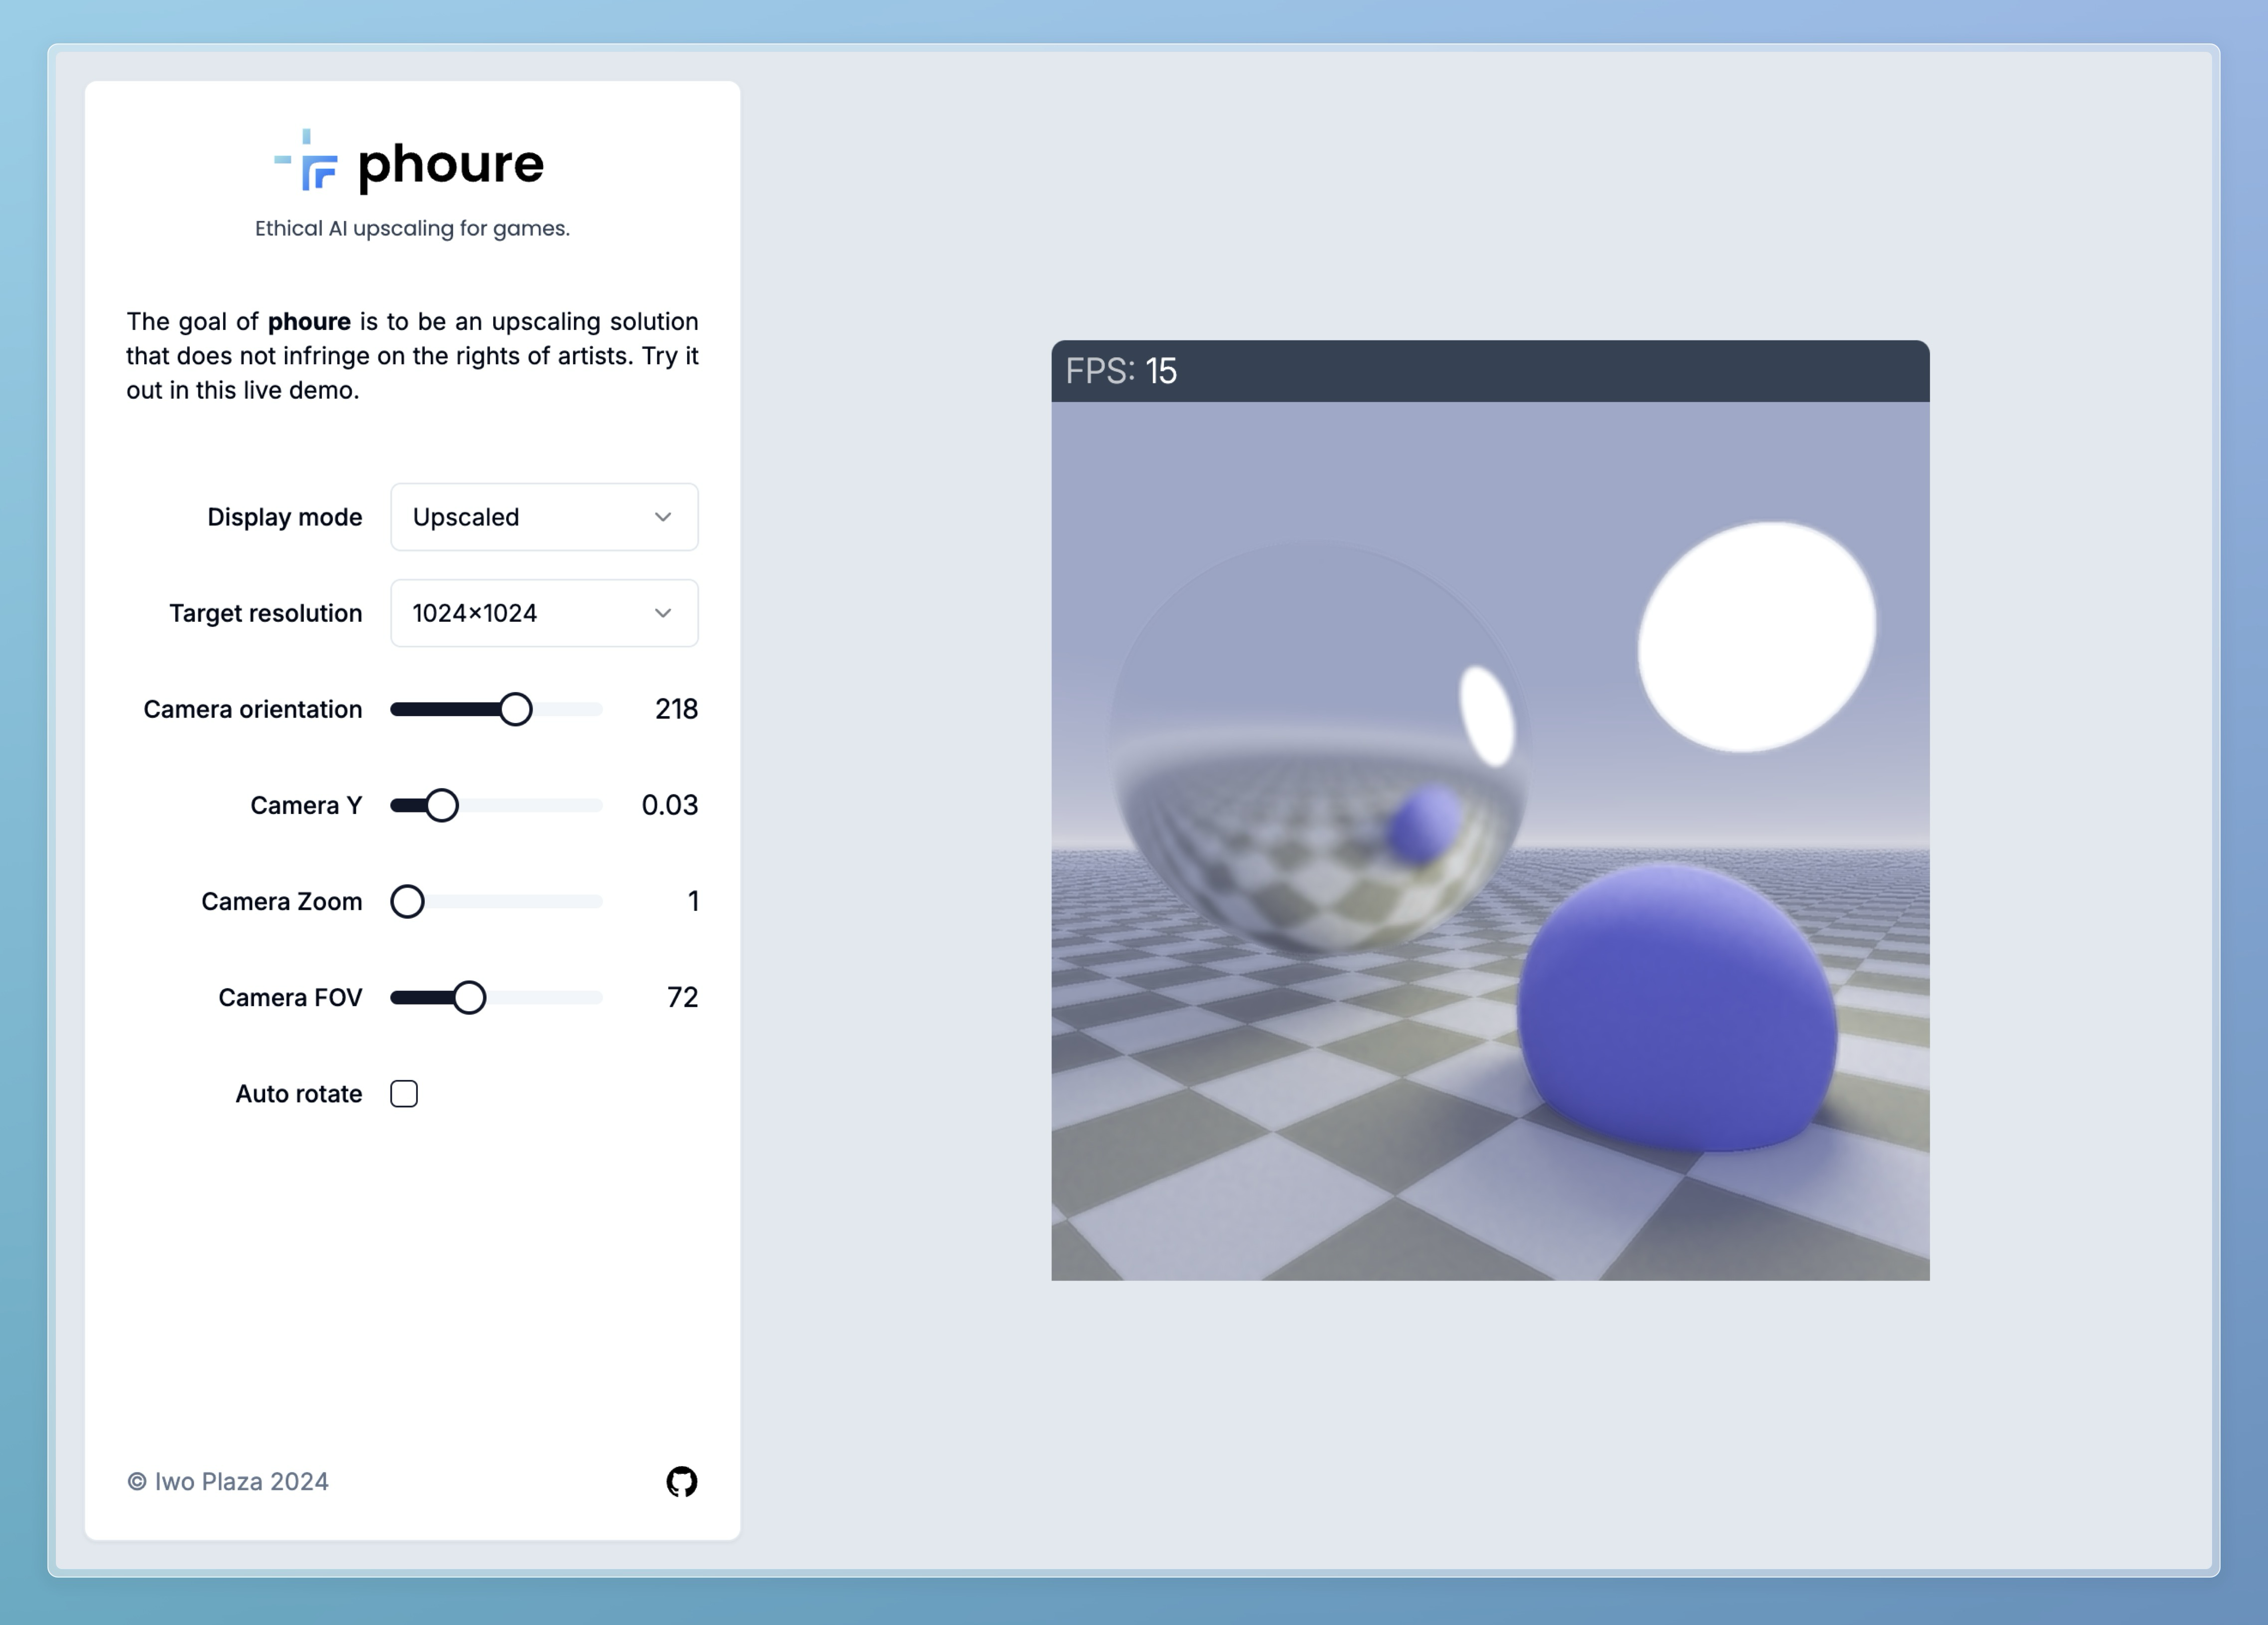 phoure
Ethical AI upscaling for games.
The goal of phoure is to be an upscaling solution
that does not infringe on the rights of artists. Try it
out in this live demo.
Display mode Upscaled
Target resolution 1024×1024
Camera orientation 218
Camera Y 0.03
Camera Zoom 1
Camera FOV 72
Auto rotate
© Iwo Plaza 2024
FPS: 15